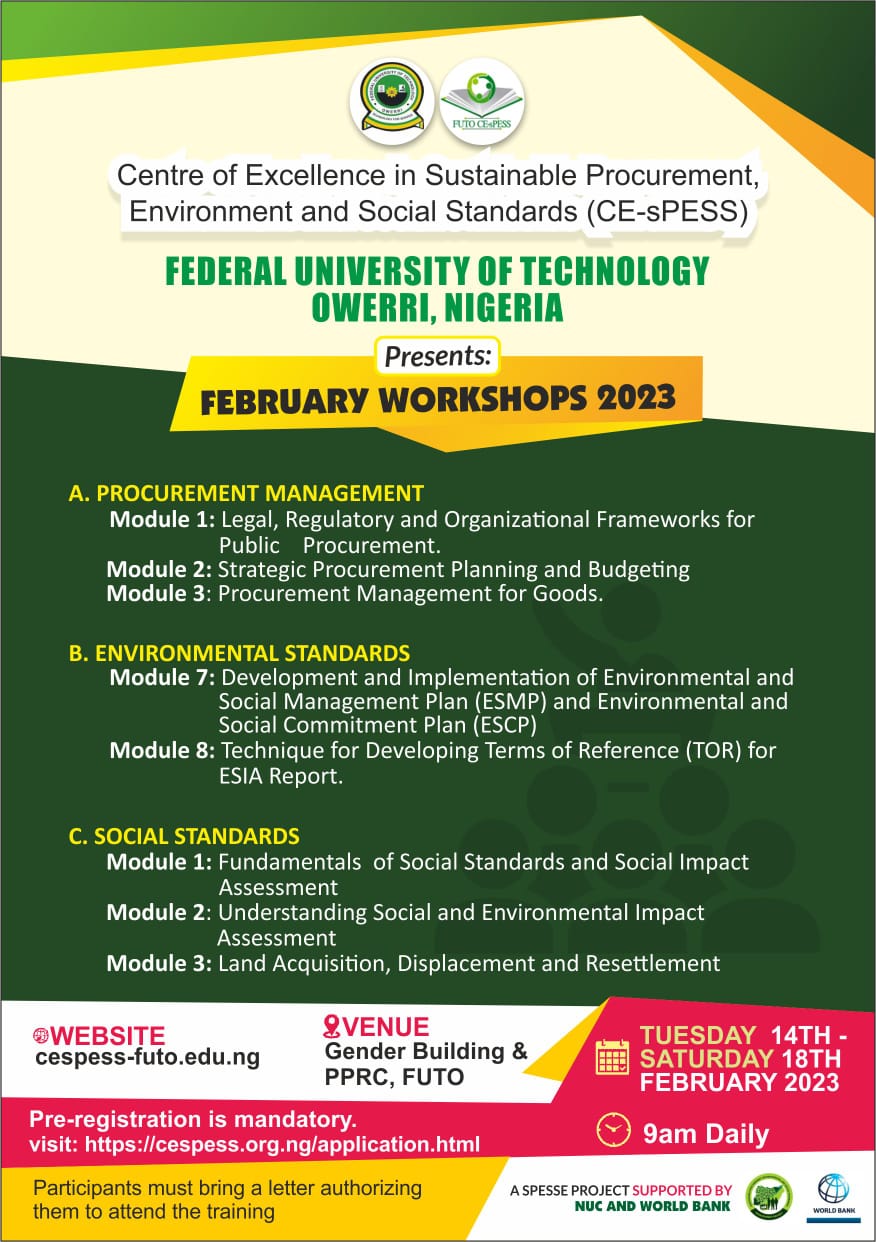 FEDERAL UNIVERSITY OF TECHNOLOGY
OWERRI
FUTO CE-sPESS
Centre of Excellence in Sustainable Procurement,
Environment and Social Standards (CE-sPESS)
FEDERAL UNIVERSITY OF TECHNOLOGY
OWERRI, NIGERIA
Presents:
FEBRUARY WORKSHOPS 2023
A. PROCUREMENT MANAGEMENT
Module 1: Legal, Regulatory and Organizational Frameworks for
Public Procurement.
Module 2: Strategic Procurement Planning and Budgeting
Module 3: Procurement Management for Goods.
B. ENVIRONMENTAL STANDARDS
Module 7: Development and Implementation of Environmental and
Social Management Plan (ESMP) and Environmental and
Social Commitment Plan (ESCP)
Module 8: Technique for Developing Terms of Reference (TOR) for
ESIA Report.
C. SOCIAL STANDARDS
Module 1: Fundamentals of Social Standards and Social Impact
Assessment
Module 2: Understanding Social and Environmental Impact
Assessment
Module 3: Land Acquisition, Displacement and Resettlement
WEBSITE
cespess-futo.edu.ng
VENUE
Gender Building &
PPRC, FUTO
TUESDAY 14TH -
SATURDAY 18TH
FEBRUARY 2023
Pre-registration is mandatory.
visit: https://cespess.org.ng/application.html
9am Daily
Participants must bring a letter authorizing
them to attend the training
A SPESSE PROJECT SUPPORTED BY
NUC AND WORLD BANK
WORLD BANK